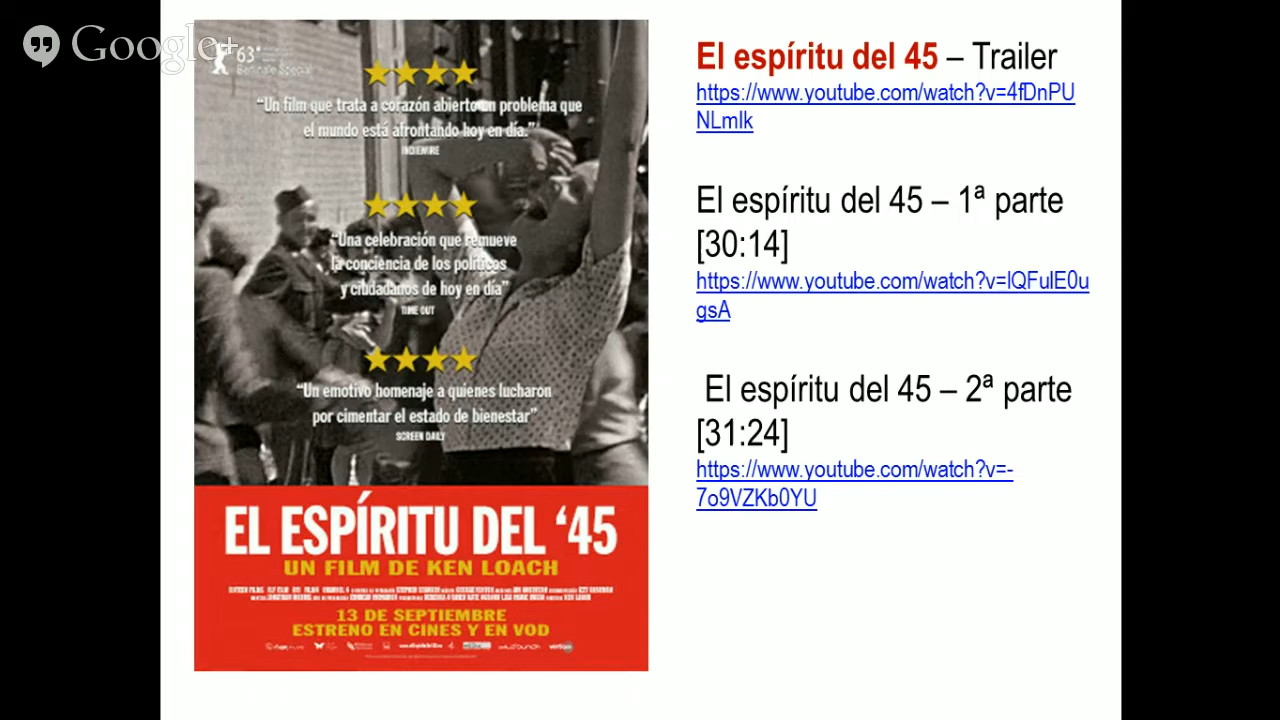 Google+
63
Berlinale Special
“Un film que trata a corazón abierto un problema que
el mundo está afrontando hoy en día.”
INDIEWIRE
“Una celebración que remueve
la conciencia de los políticos
y ciudadanos de hoy en día”
TIME OUT
“Un emotivo homenaje a quienes lucharon
por cimentar el estado de bienestar”
SCREEN DAILY
EL ESPÍRITU DEL ‘45
UN FILM DE KEN LOACH
13 DE SEPTIEMBRE
ESTRENO EN CINES Y EN VOD
El espíritu del 45 – Trailer
https://www.youtube.com/watch?v=4fDnPU
NLmIk
El espíritu del 45 – 1ª parte
[30:14]
https://www.youtube.com/watch?v=lQFulE0u
gsA
El espíritu del 45 – 2ª parte
[31:24]
https://www.youtube.com/watch?v=-
7o9VZKb0YU